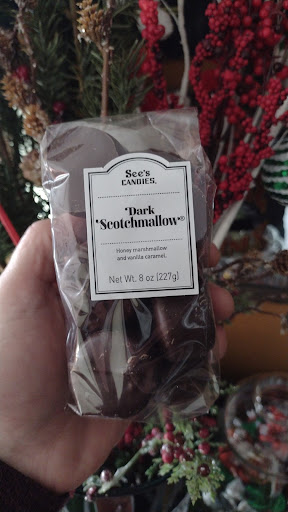 See's
CANDIES®
Dark
Scotchmallow®
Honey marshmallow
and vanilla caramel.
Net Wt. 8 oz (227g)